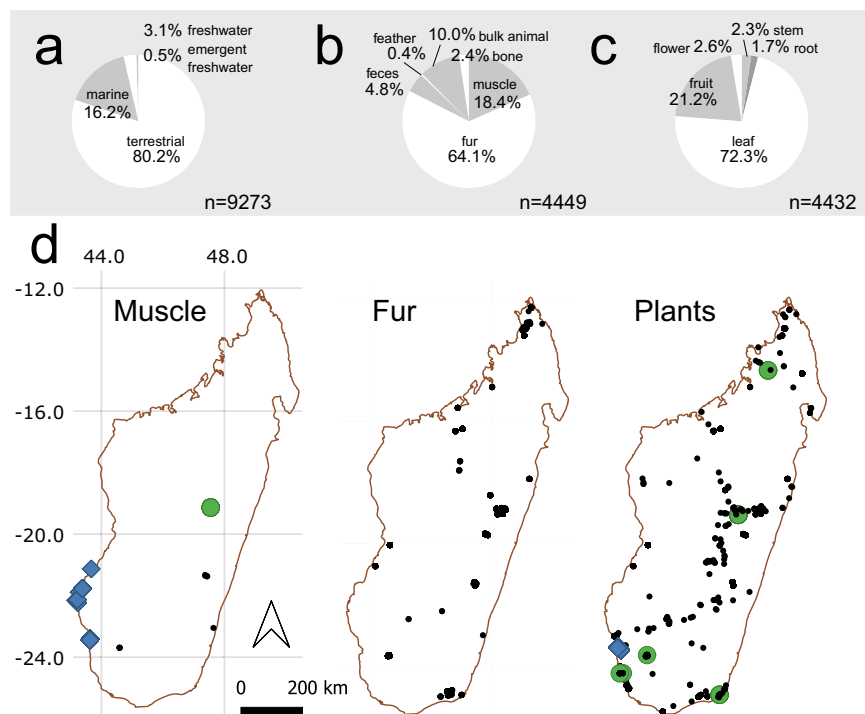 a
3.1% freshwater
0.5% emergent freshwater
marine
16.2%
terrestrial
80.2%
n=9273
b
feather
0.4%
10.0% bulk animal
2.4% bone
feces
4.8%
muscle
18.4%
fur
64.1%
n=4449
c
2.3% stem
flower 2.6%
1.7% root
fruit
21.2%
leaf
72.3%
n=4432
d
44.0 48.0
-12.0
-16.0
-20.0
-24.0
Muscle
Fur
Plants
0 200 km